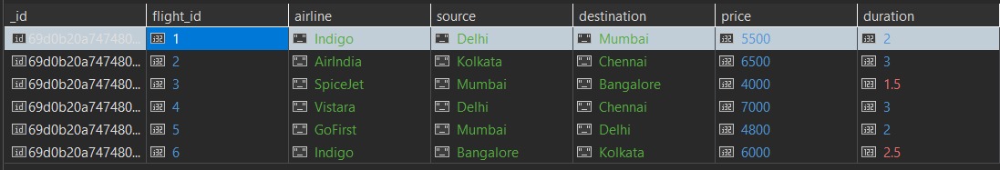 _id flight_id airline source destination price duration
69d0b20a747480... 1 Indigo Delhi Mumbai 5500 2
69d0b20a747480... 2 AirIndia Kolkata Chennai 6500 3
69d0b20a747480... 3 SpiceJet Mumbai Bangalore 4000 1.5
69d0b20a747480... 4 Vistara Delhi Chennai 7000 3
69d0b20a747480... 5 GoFirst Mumbai Delhi 4800 2
69d0b20a747480... 6 Indigo Bangalore Kolkata 6000 2.5